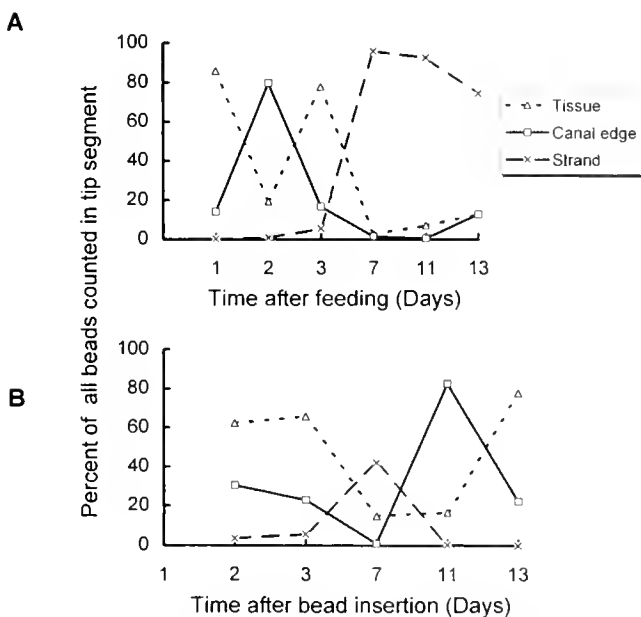 A
100
80
60
40
20
0
1 2 3 7 11 13
Time after feeding (Days)
Tissue
Canal edge
Strand
Percent of all beads counted in tip segment
B
100
80
60
40
20
0
1 2 3 7 11 13
Time after bead insertion (Days)